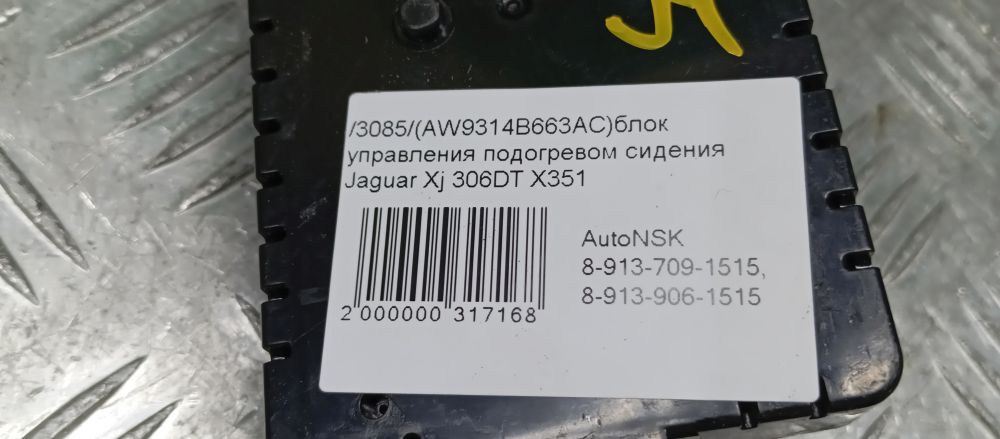 /3085/(AW9314B663AC)блок
управления подогревом сидения
Jaguar Xj 306DT X351
AutoNSK
8-913-709-1515,
8-913-906-1515
2 000000 317168